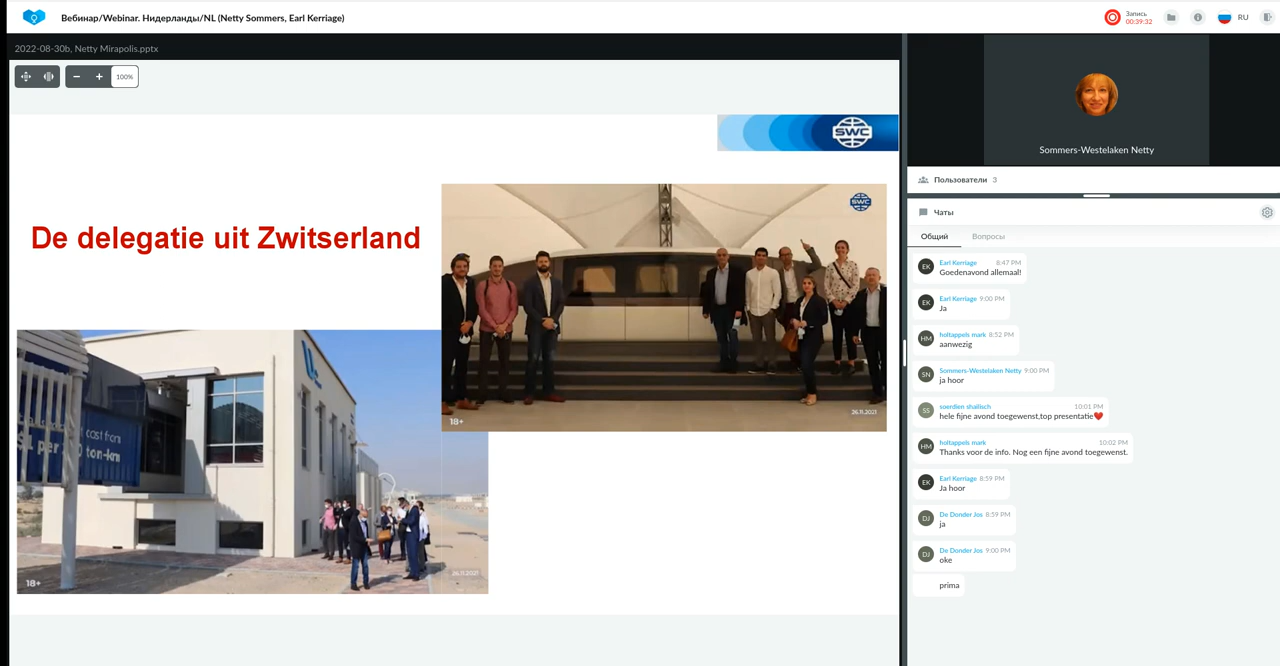 Вебинар/Webinar. Нидерланды/NL (Netty Sommers, Earl Kerriage)
Запись
00:39:32
RU
2022-08-30b, Netty Mirapolis.pptx
100%
SWC
De delegatie uit Zwitserland
SWC
26.11.2021
18+
cost from
$1 per
ton-km
26.11.2021
18+
Sommers-Westelaken Netty
Пользователи 3
Чаты
Общий Вопросы
EK
Earl Kerriage 8:47 PM
Goedenavond allemaal!
EK
Earl Kerriage 9:00 PM
Ja
HM
holtappels mark 8:52 PM
aanwezig
SN
Sommers-Westelaken Netty 9:00 PM
ja hoor
SS
soerdien shailisch 10:01 PM
hele fijne avond toegewenst,top presentatie❤️
HM
holtappels mark 10:02 PM
Thanks voor de info. Nog een fijne avond toegewenst.
EK
Earl Kerriage 8:59 PM
Ja hoor
DJ
De Donder Jos 8:59 PM
ja
DJ
De Donder Jos 9:00 PM
oke
prima